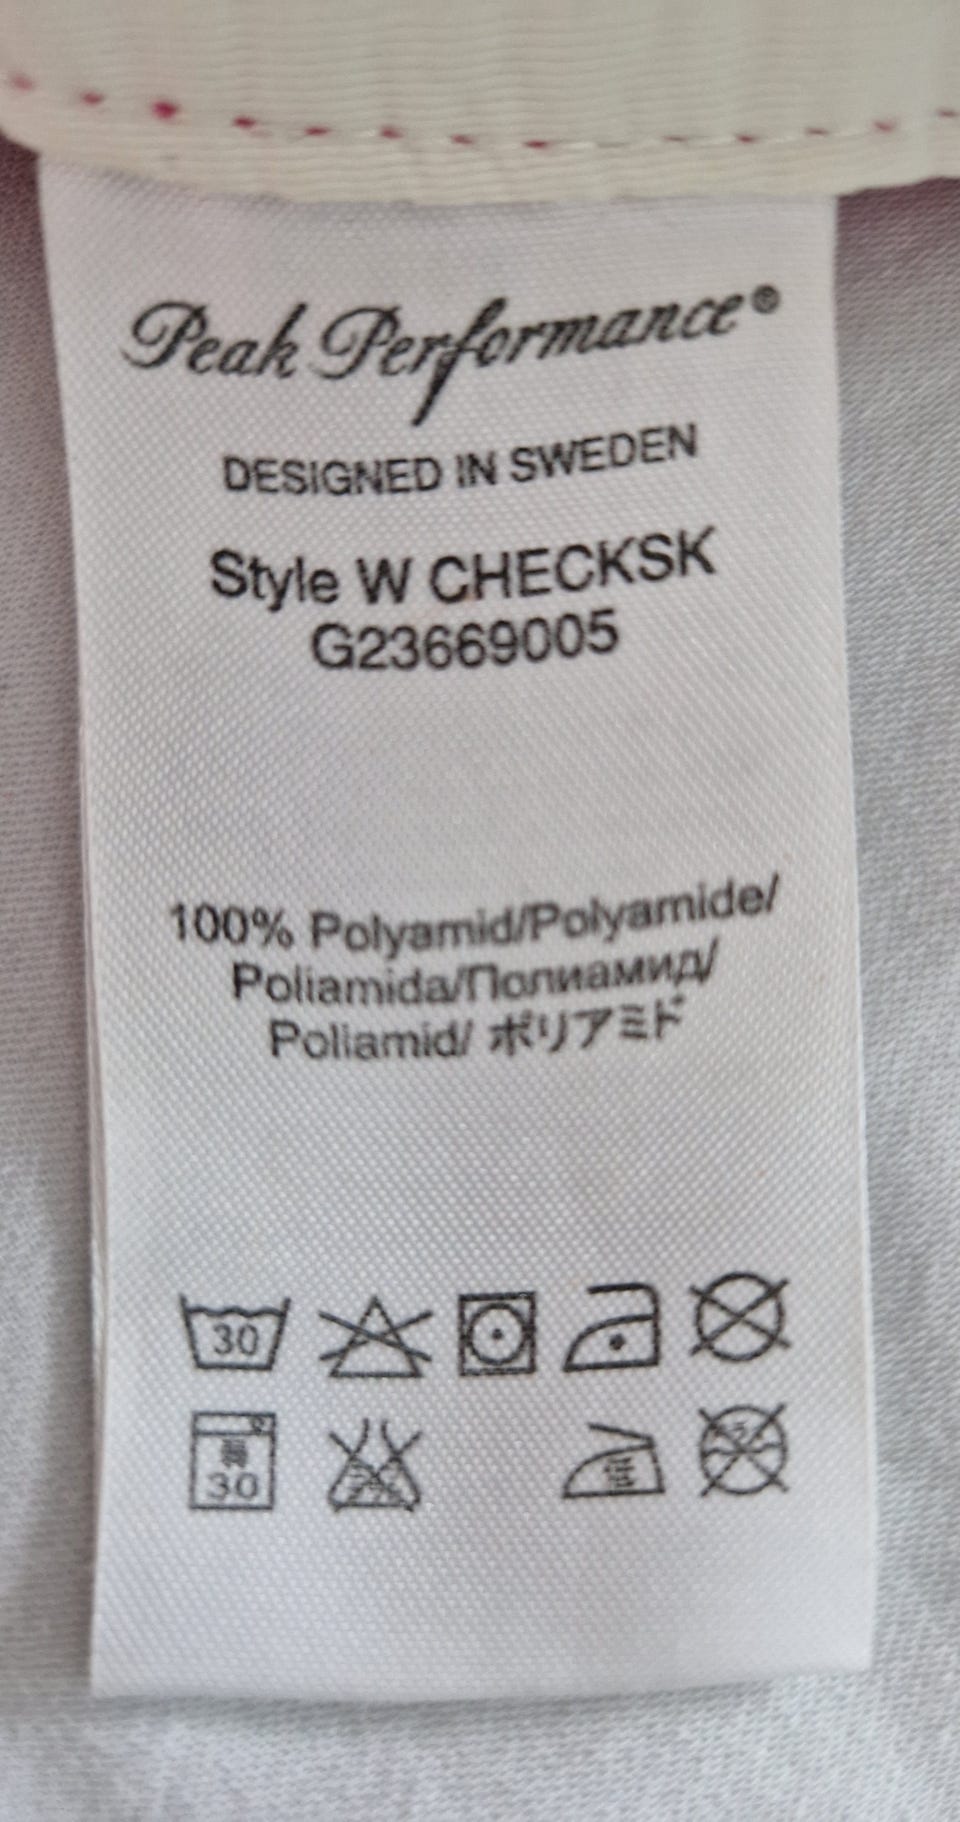 Peak Performance®
DESIGNED IN SWEDEN
Style W CHECKSK
G23669005
100% Polyamid/Polyamide/
Poliamida/Полиамид/
Poliamid/ ポリアミド
30
30
低